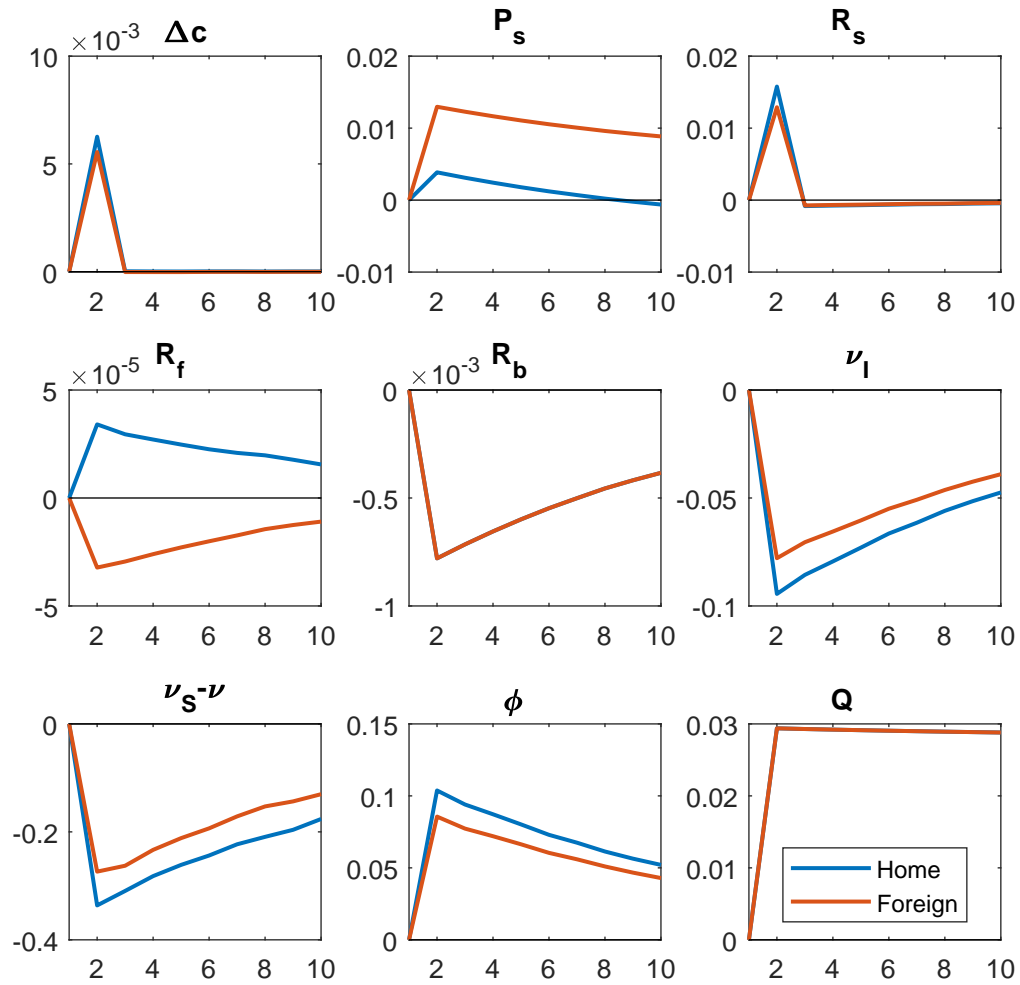 × 10⁻³ Δc
10
5
0
2 4 6 8 10
P_s
0.02
0.01
0
-0.01
2 4 6 8 10
R_s
0.02
0.01
0
-0.01
2 4 6 8 10
× 10⁻⁵ R_f
5
0
-5
2 4 6 8 10
× 10⁻³ R_b
0
-0.5
-1
2 4 6 8 10
ν_I
0
-0.05
-0.1
2 4 6 8 10
ν_S-ν
0
-0.2
-0.4
2 4 6 8 10
ϕ
0.15
0.1
0.05
0
2 4 6 8 10
Q
0.03
0.02
0.01
0
Home
Foreign
2 4 6 8 10